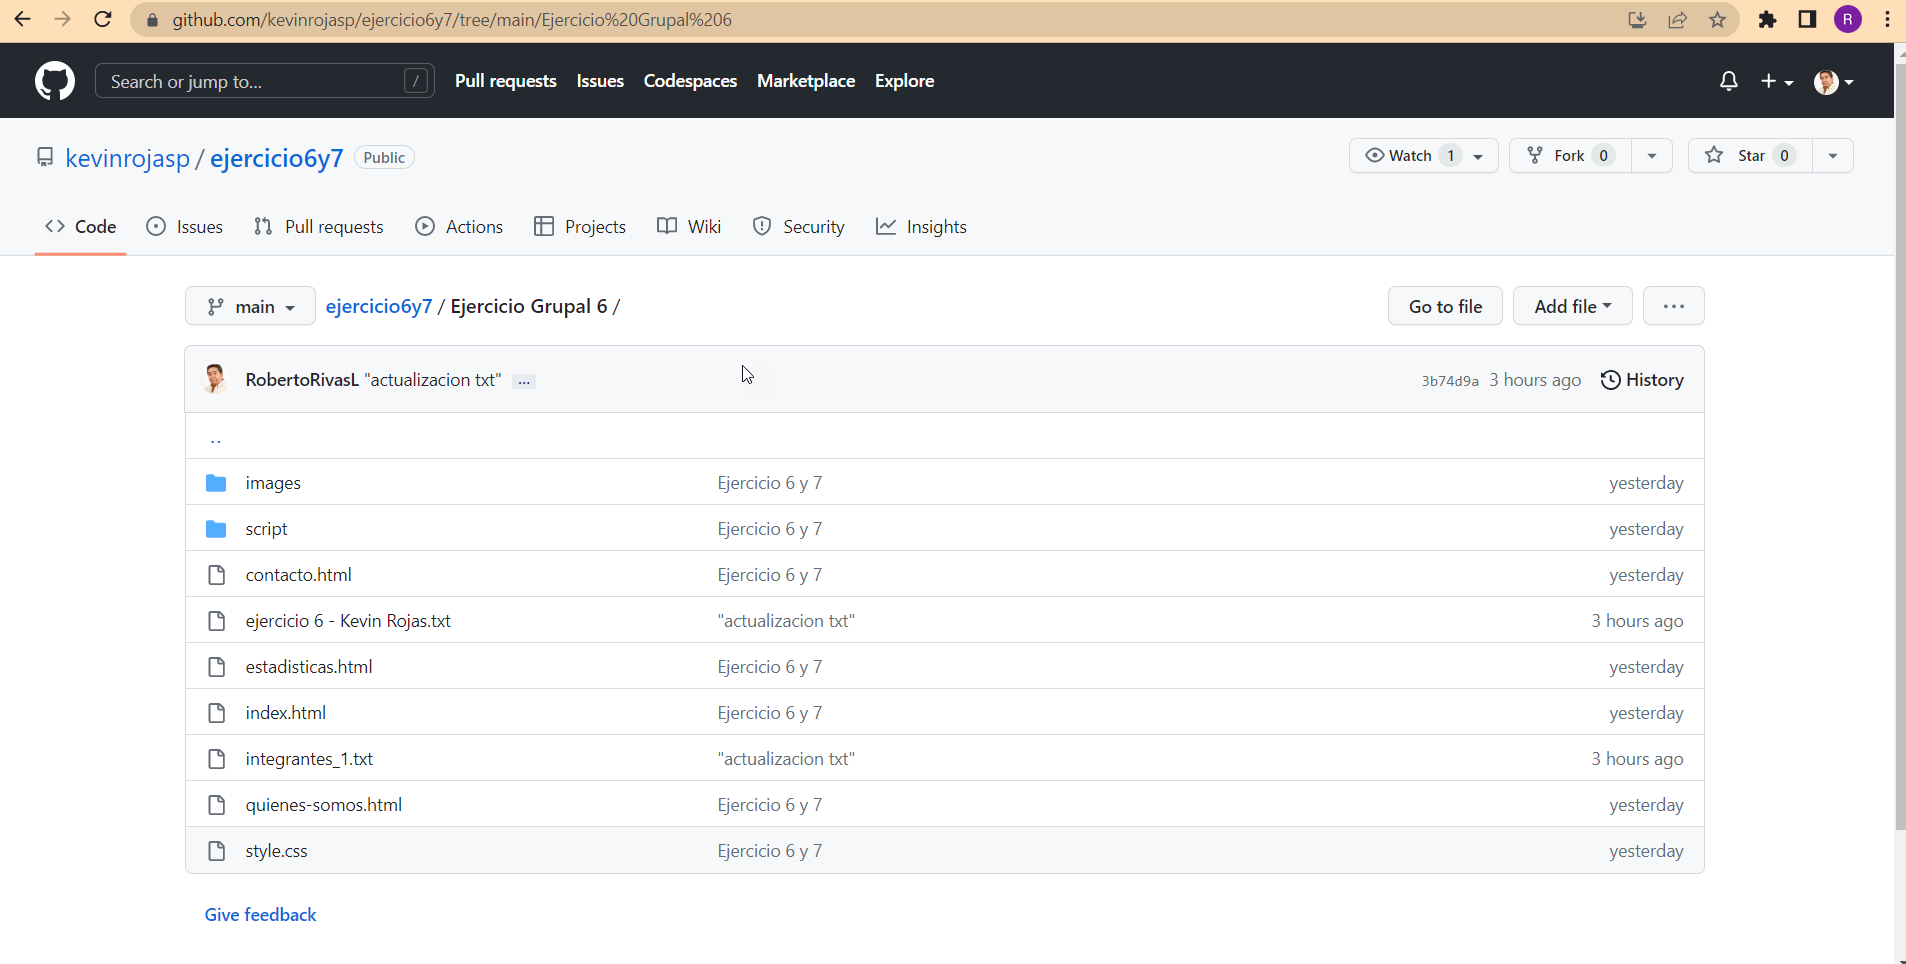 github.com/kevinrojasp/ejercicio6y7/tree/main/Ejercicio%20Grupal%206
R
Search or jump to...
/
Pull requests
Issues
Codespaces
Marketplace
Explore
kevinrojasp / ejercicio6y7
Public
Watch 1
Fork 0
Star 0
Code
Issues
Pull requests
Actions
Projects
Wiki
Security
Insights
main
ejercicio6y7 / Ejercicio Grupal 6 /
Go to file
Add file
RobertoRivasL "actualizacion txt" ...
3b74d9a 3 hours ago
History
..
images Ejercicio 6 y 7 yesterday
script Ejercicio 6 y 7 yesterday
contacto.html Ejercicio 6 y 7 yesterday
ejercicio 6 - Kevin Rojas.txt "actualizacion txt" 3 hours ago
estadisticas.html Ejercicio 6 y 7 yesterday
index.html Ejercicio 6 y 7 yesterday
integrantes_1.txt "actualizacion txt" 3 hours ago
quienes-somos.html Ejercicio 6 y 7 yesterday
style.css Ejercicio 6 y 7 yesterday
Give feedback